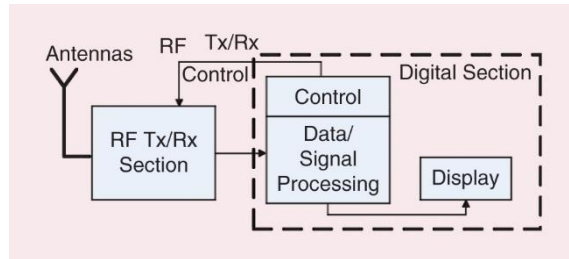 Antennas
RF Tx/Rx
Control
Digital Section
Control
RF Tx/Rx
Section
Data/
Signal
Processing
Display